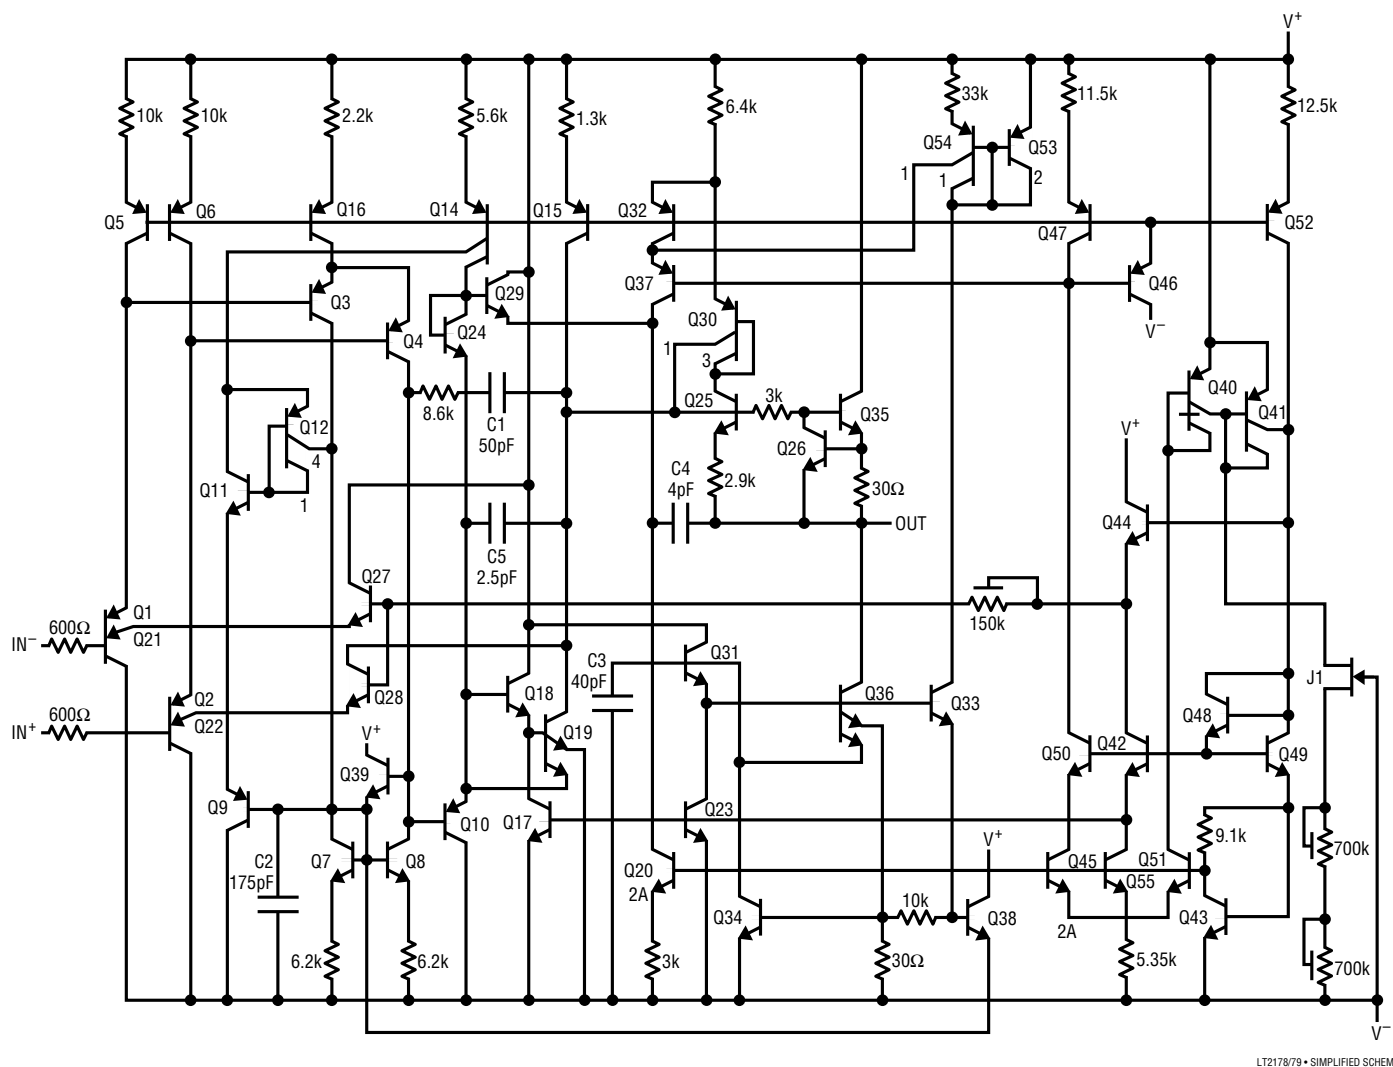 V+
10k
10k
2.2k
5.6k
1.3k
6.4k
33k
11.5k
12.5k
Q54
Q53
1
1
2
Q5
Q6
Q16
Q14
Q15
Q32
Q47
Q52
Q3
Q29
Q37
Q46
Q30
Q24
Q4
V−
1
3
Q40
Q41
8.6k
C1
50pF
Q25
3k
Q35
Q12
4
Q26
V+
Q11
1
C4
4pF
2.9k
30Ω
OUT
Q44
C5
2.5pF
Q27
150k
Q1
Q21
600Ω
IN−
Q31
C3
40pF
J1
Q2
Q22
Q28
Q18
Q36
Q33
Q48
600Ω
IN+
V+
Q19
Q50
Q42
Q49
Q39
Q9
Q10
Q17
Q23
9.1k
700k
V+
C2
175pF
Q7
Q8
Q20
2A
Q45
Q55
Q51
Q34
10k
Q38
2A
Q43
6.2k
6.2k
3k
30Ω
5.35k
700k
V−
LT2178/79 • SIMPLIFIED SCHEM